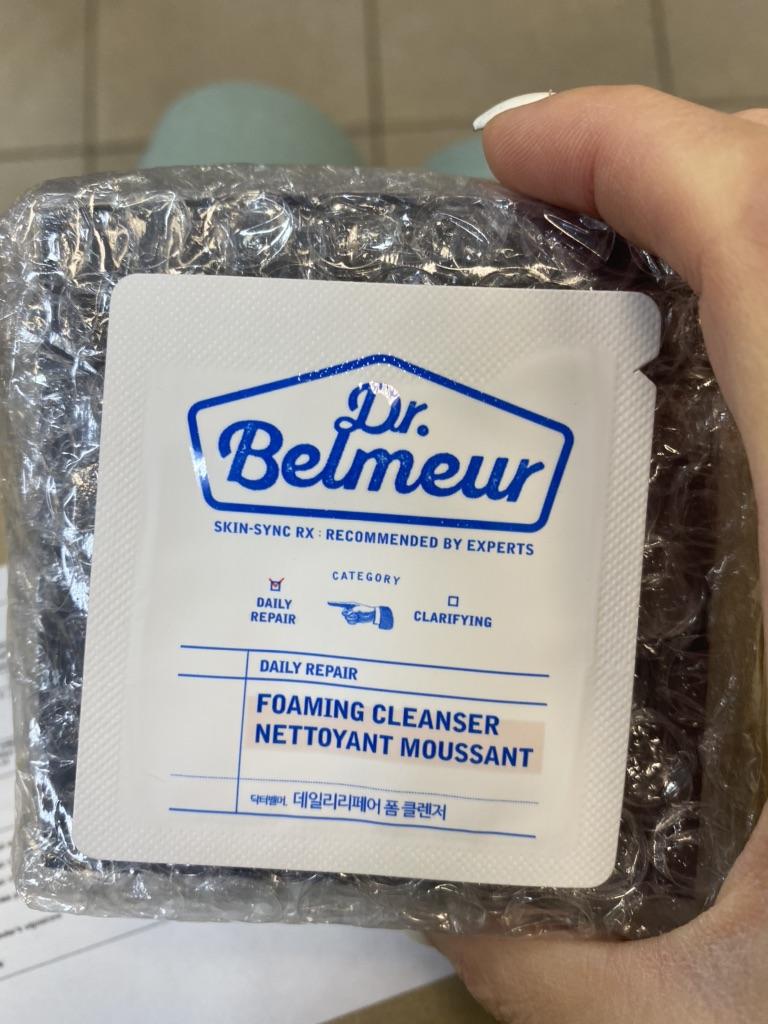 Dr.
Belmeur
SKIN-SYNC RX : RECOMMENDED BY EXPERTS
CATEGORY
DAILY
REPAIR
CLARIFYING
DAILY REPAIR
FOAMING CLEANSER
NETTOYANT MOUSSANT
닥터벨머. 데일리리페어 폼 클렌저